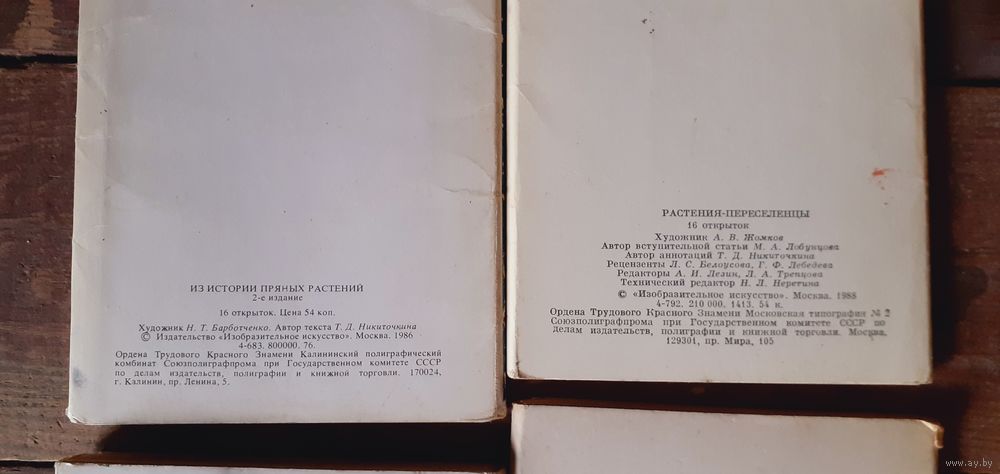 ИЗ ИСТОРИИ ПРЯНЫХ РАСТЕНИЙ
2-е издание
16 открыток. Цена 54 коп.
Художник Н. Т. Барботченко. Автор текста Т. Д. Никиточкина
© Издательство «Изобразительное искусство». Москва. 1986
4-683. 800000. 76.
Ордена Трудового Красного Знамени Калининский полиграфический
комбинат Союзполиграфпрома при Государственном комитете СССР
по делам издательств, полиграфии и книжной торговли. 170024,
г. Калинин, пр. Ленина, 5.
РАСТЕНИЯ-ПЕРЕСЕЛЕНЦЫ
16 открыток
Художник А. В. Жомков
Автор вступительной статьи М. А. Лобунцова
Автор аннотаций Т. Д. Никиточкина
Рецензенты Л. С. Белоусова, Г. Ф. Лебедева
Редакторы А. И. Лезин, Л. А. Трепцова
Технический редактор Н. Л. Нерегина
© «Изобразительное искусство». Москва. 1988
4-792. 210 000. 1413. 54 к.
Ордена Трудового Красного Знамени Московская типография № 2
Союзполиграфпрома при Государственном комитете СССР по
делам издательств, полиграфии и книжной торговли. Москва,
129301, пр. Мира, 105
www.ay.by